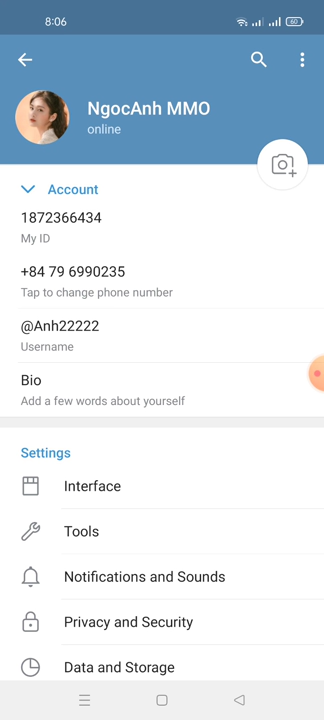 8:06
60
NgocAnh MMO
online
Account
1872366434
My ID
+84 79 6990235
Tap to change phone number
@Anh22222
Username
Bio
Add a few words about yourself
Settings
Interface
Tools
Notifications and Sounds
Privacy and Security
Data and Storage